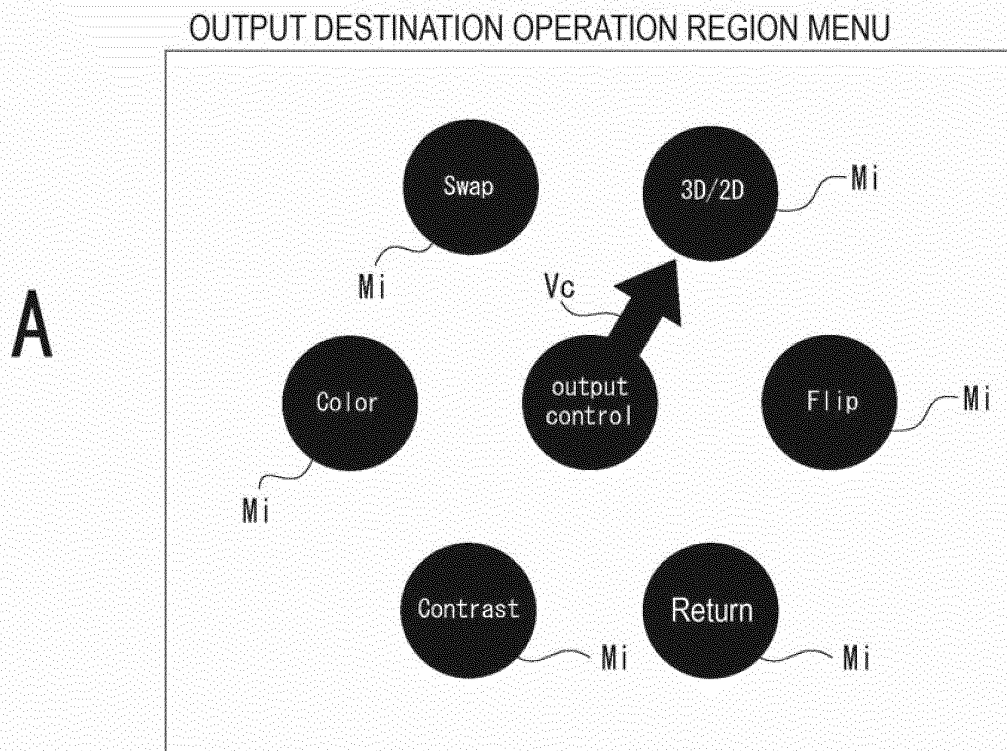 OUTPUT DESTINATION OPERATION REGION MENU
Swap
3D/2D
Mi
Mi
Vc
A
Color
output
control
Flip
Mi
Mi
Contrast
Return
Mi
Mi